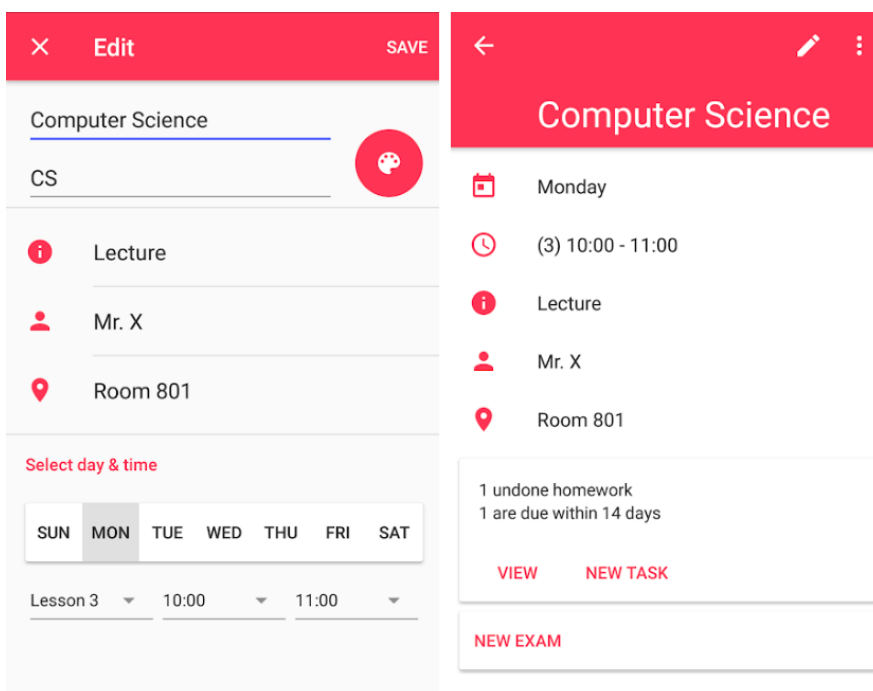 Edit SAVE
Computer Science
CS
Lecture
Mr. X
Room 801
Select day & time
SUN MON TUE WED THU FRI SAT
Lesson 3 10:00 11:00
Computer Science
Monday
(3) 10:00 - 11:00
Lecture
Mr. X
Room 801
1 undone homework
1 are due within 14 days
VIEW NEW TASK
NEW EXAM